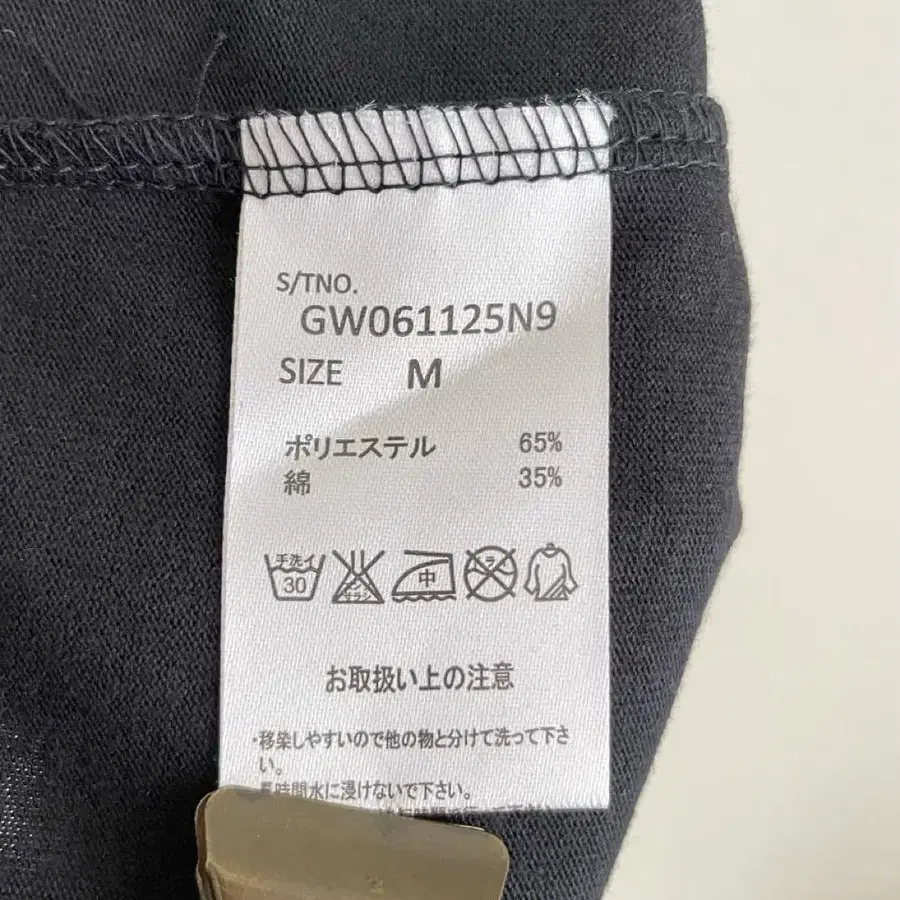 S/TNO.
GW061125N9
SIZE M
ポリエステル 65%
綿 35%
手洗イ
30
中
お取扱い上の注意
・移染しやすいので他の物と分けて洗って下さ
い。
時間水に浸けないで下さい。